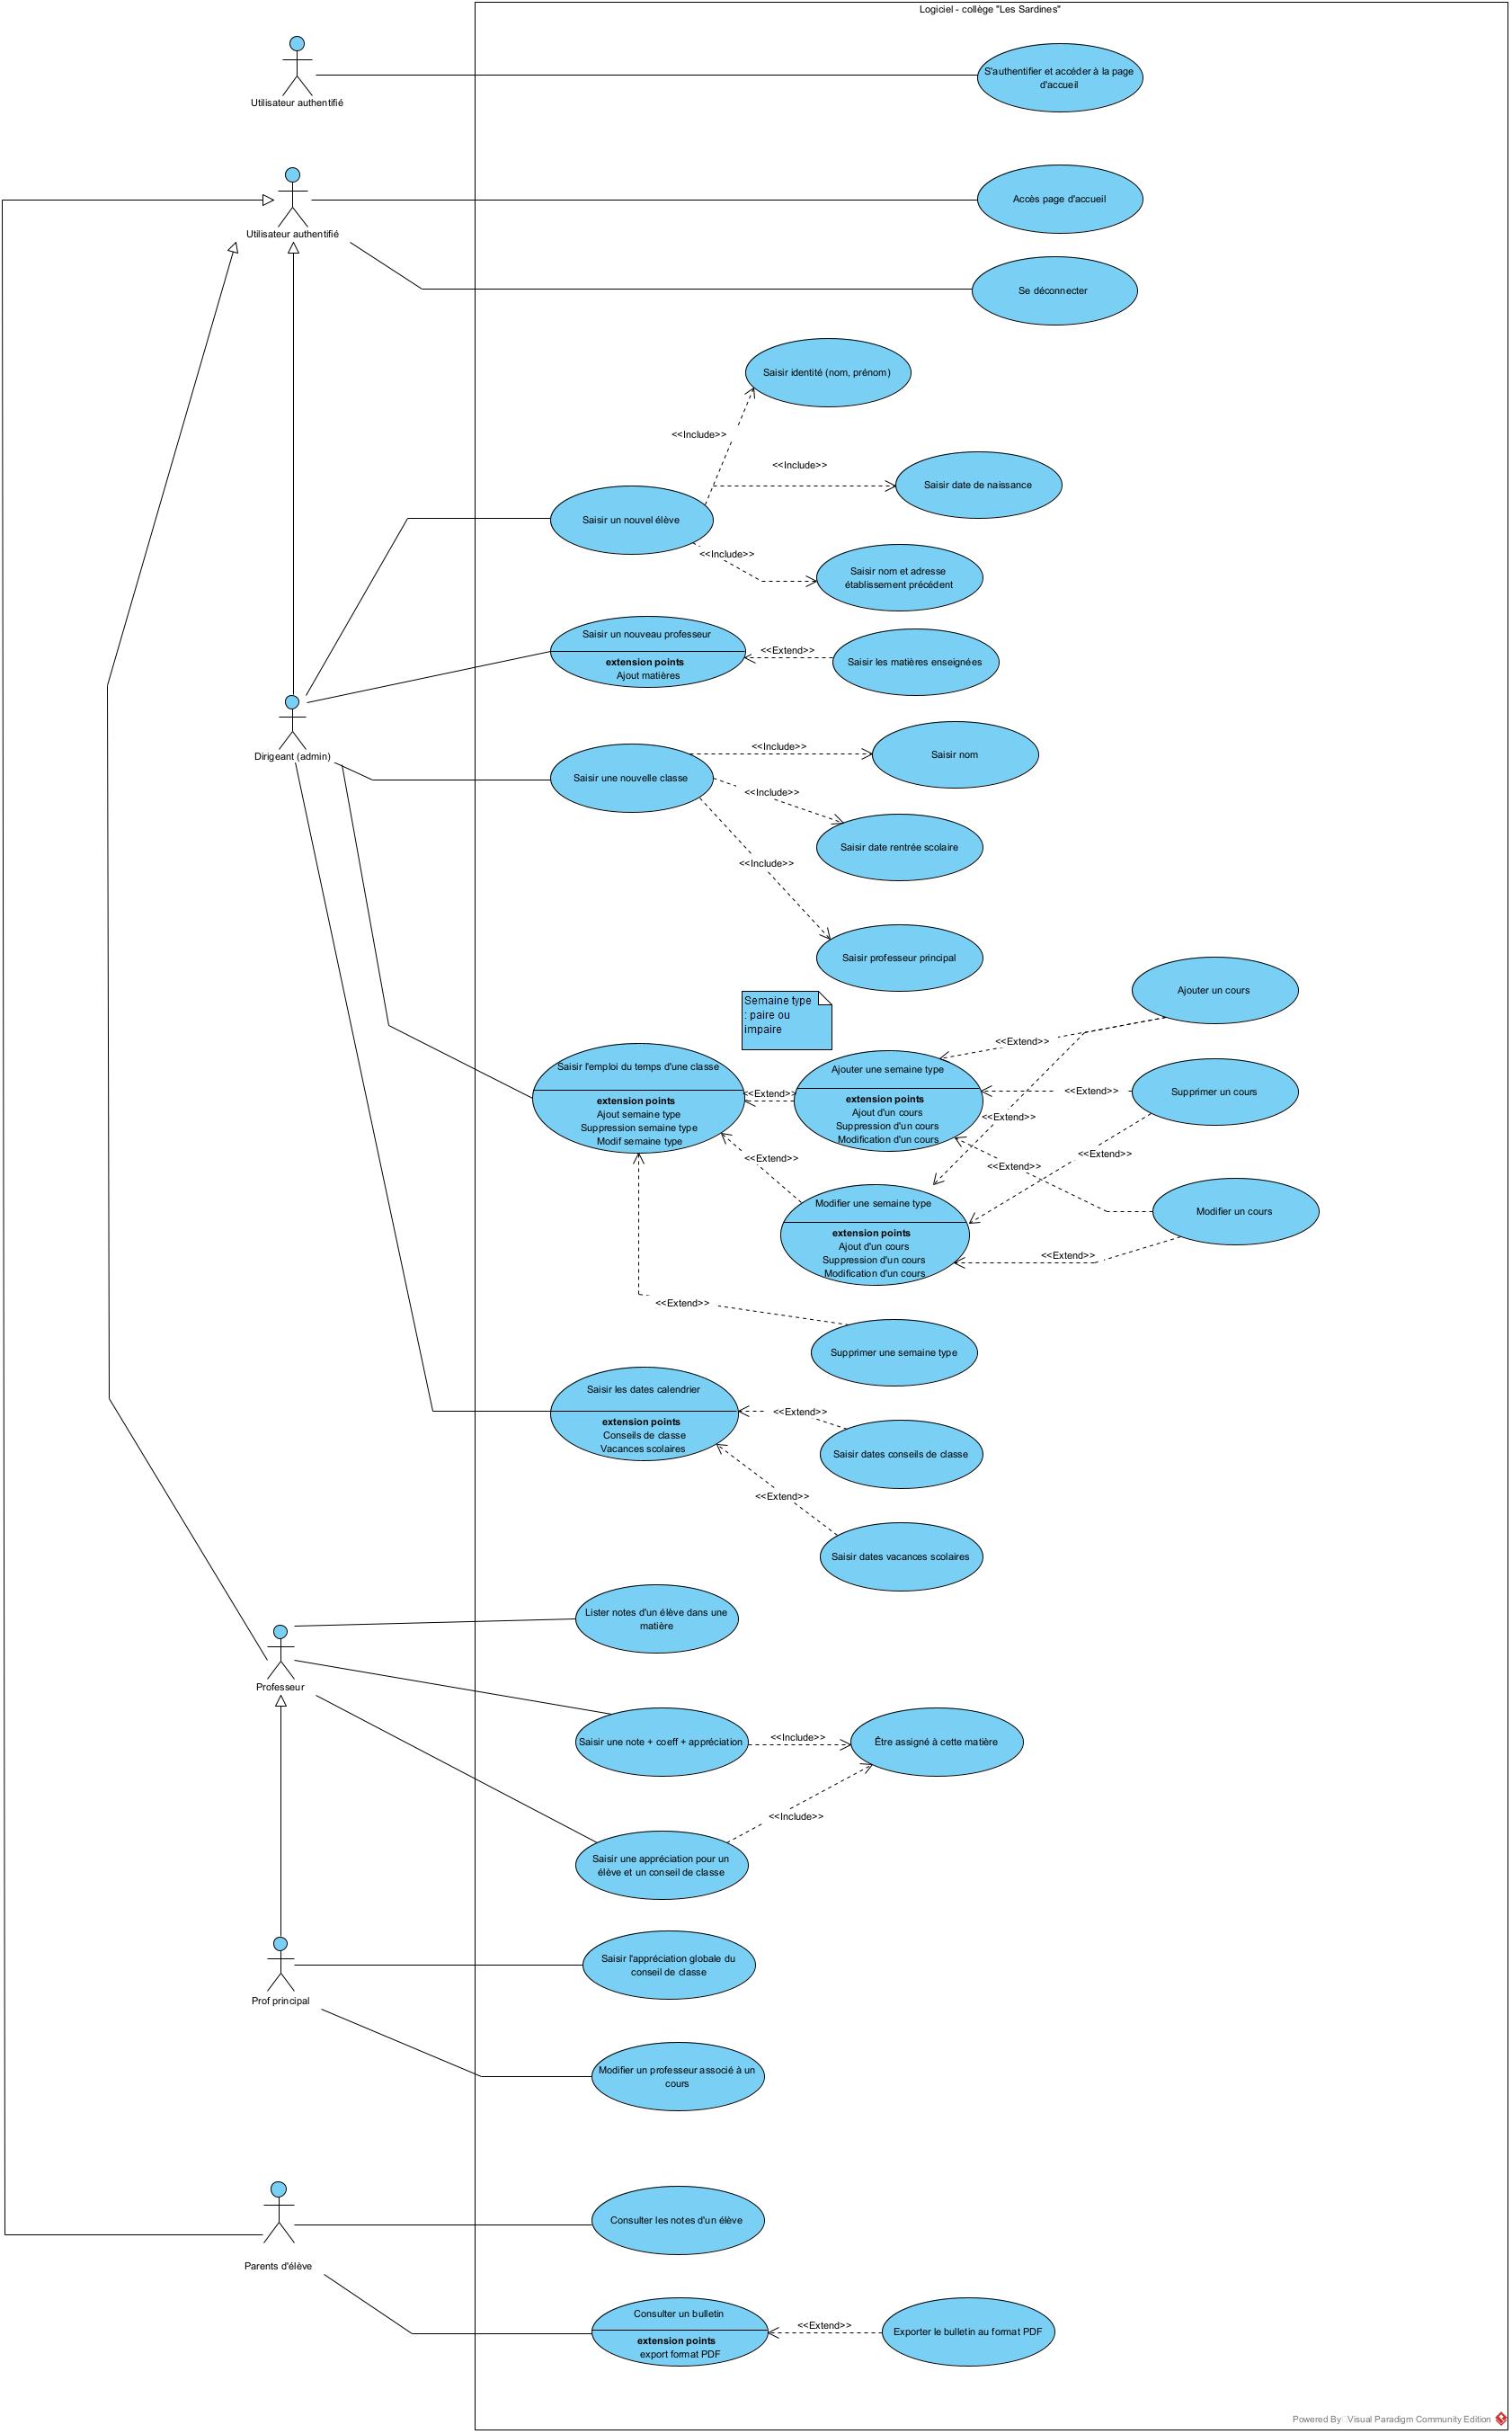 Logiciel - collège "Les Sardines"
S'authentifier et accéder à la page
d'accueil
Utilisateur authentifié
Accès page d'accueil
Utilisateur authentifié
Se déconnecter
Saisir identité (nom, prénom)
<<Include>>
<<Include>>
Saisir date de naissance
Saisir un nouvel élève
<<Include>>
Saisir nom et adresse
établissement précédent
Saisir un nouveau professeur
extension points
Ajout matières
<<Extend>>
Saisir les matières enseignées
Dirigeant (admin)
<<Include>>
Saisir nom
Saisir une nouvelle classe
<<Include>>
Saisir date rentrée scolaire
<<Include>>
Saisir professeur principal
Semaine type
: paire ou
impaire
Ajouter un cours
<<Extend>>
Saisir l'emploi du temps d'une classe
extension points
Ajout semaine type
Suppression semaine type
Modif semaine type
<<Extend>>
Ajouter une semaine type
extension points
Ajout d'un cours
Suppression d'un cours
Modification d'un cours
<<Extend>>
Supprimer un cours
<<Extend>>
<<Extend>>
<<Extend>>
<<Extend>>
Modifier une semaine type
extension points
Ajout d'un cours
Suppression d'un cours
Modification d'un cours
Modifier un cours
<<Extend>>
<<Extend>>
Supprimer une semaine type
Saisir les dates calendrier
extension points
Conseils de classe
Vacances scolaires
<<Extend>>
Saisir dates conseils de classe
<<Extend>>
Saisir dates vacances scolaires
Lister notes d'un élève dans une
matière
Professeur
Saisir une note + coeff + appréciation
<<Include>>
Être assigné à cette matière
<<Include>>
Saisir une appréciation pour un
élève et un conseil de classe
Saisir l'appréciation globale du
conseil de classe
Prof principal
Modifier un professeur associé à un
cours
Consulter les notes d'un élève
Parents d'élève
Consulter un bulletin
extension points
export format PDF
<<Extend>>
Exporter le bulletin au format PDF
Powered By Visual Paradigm Community Edition